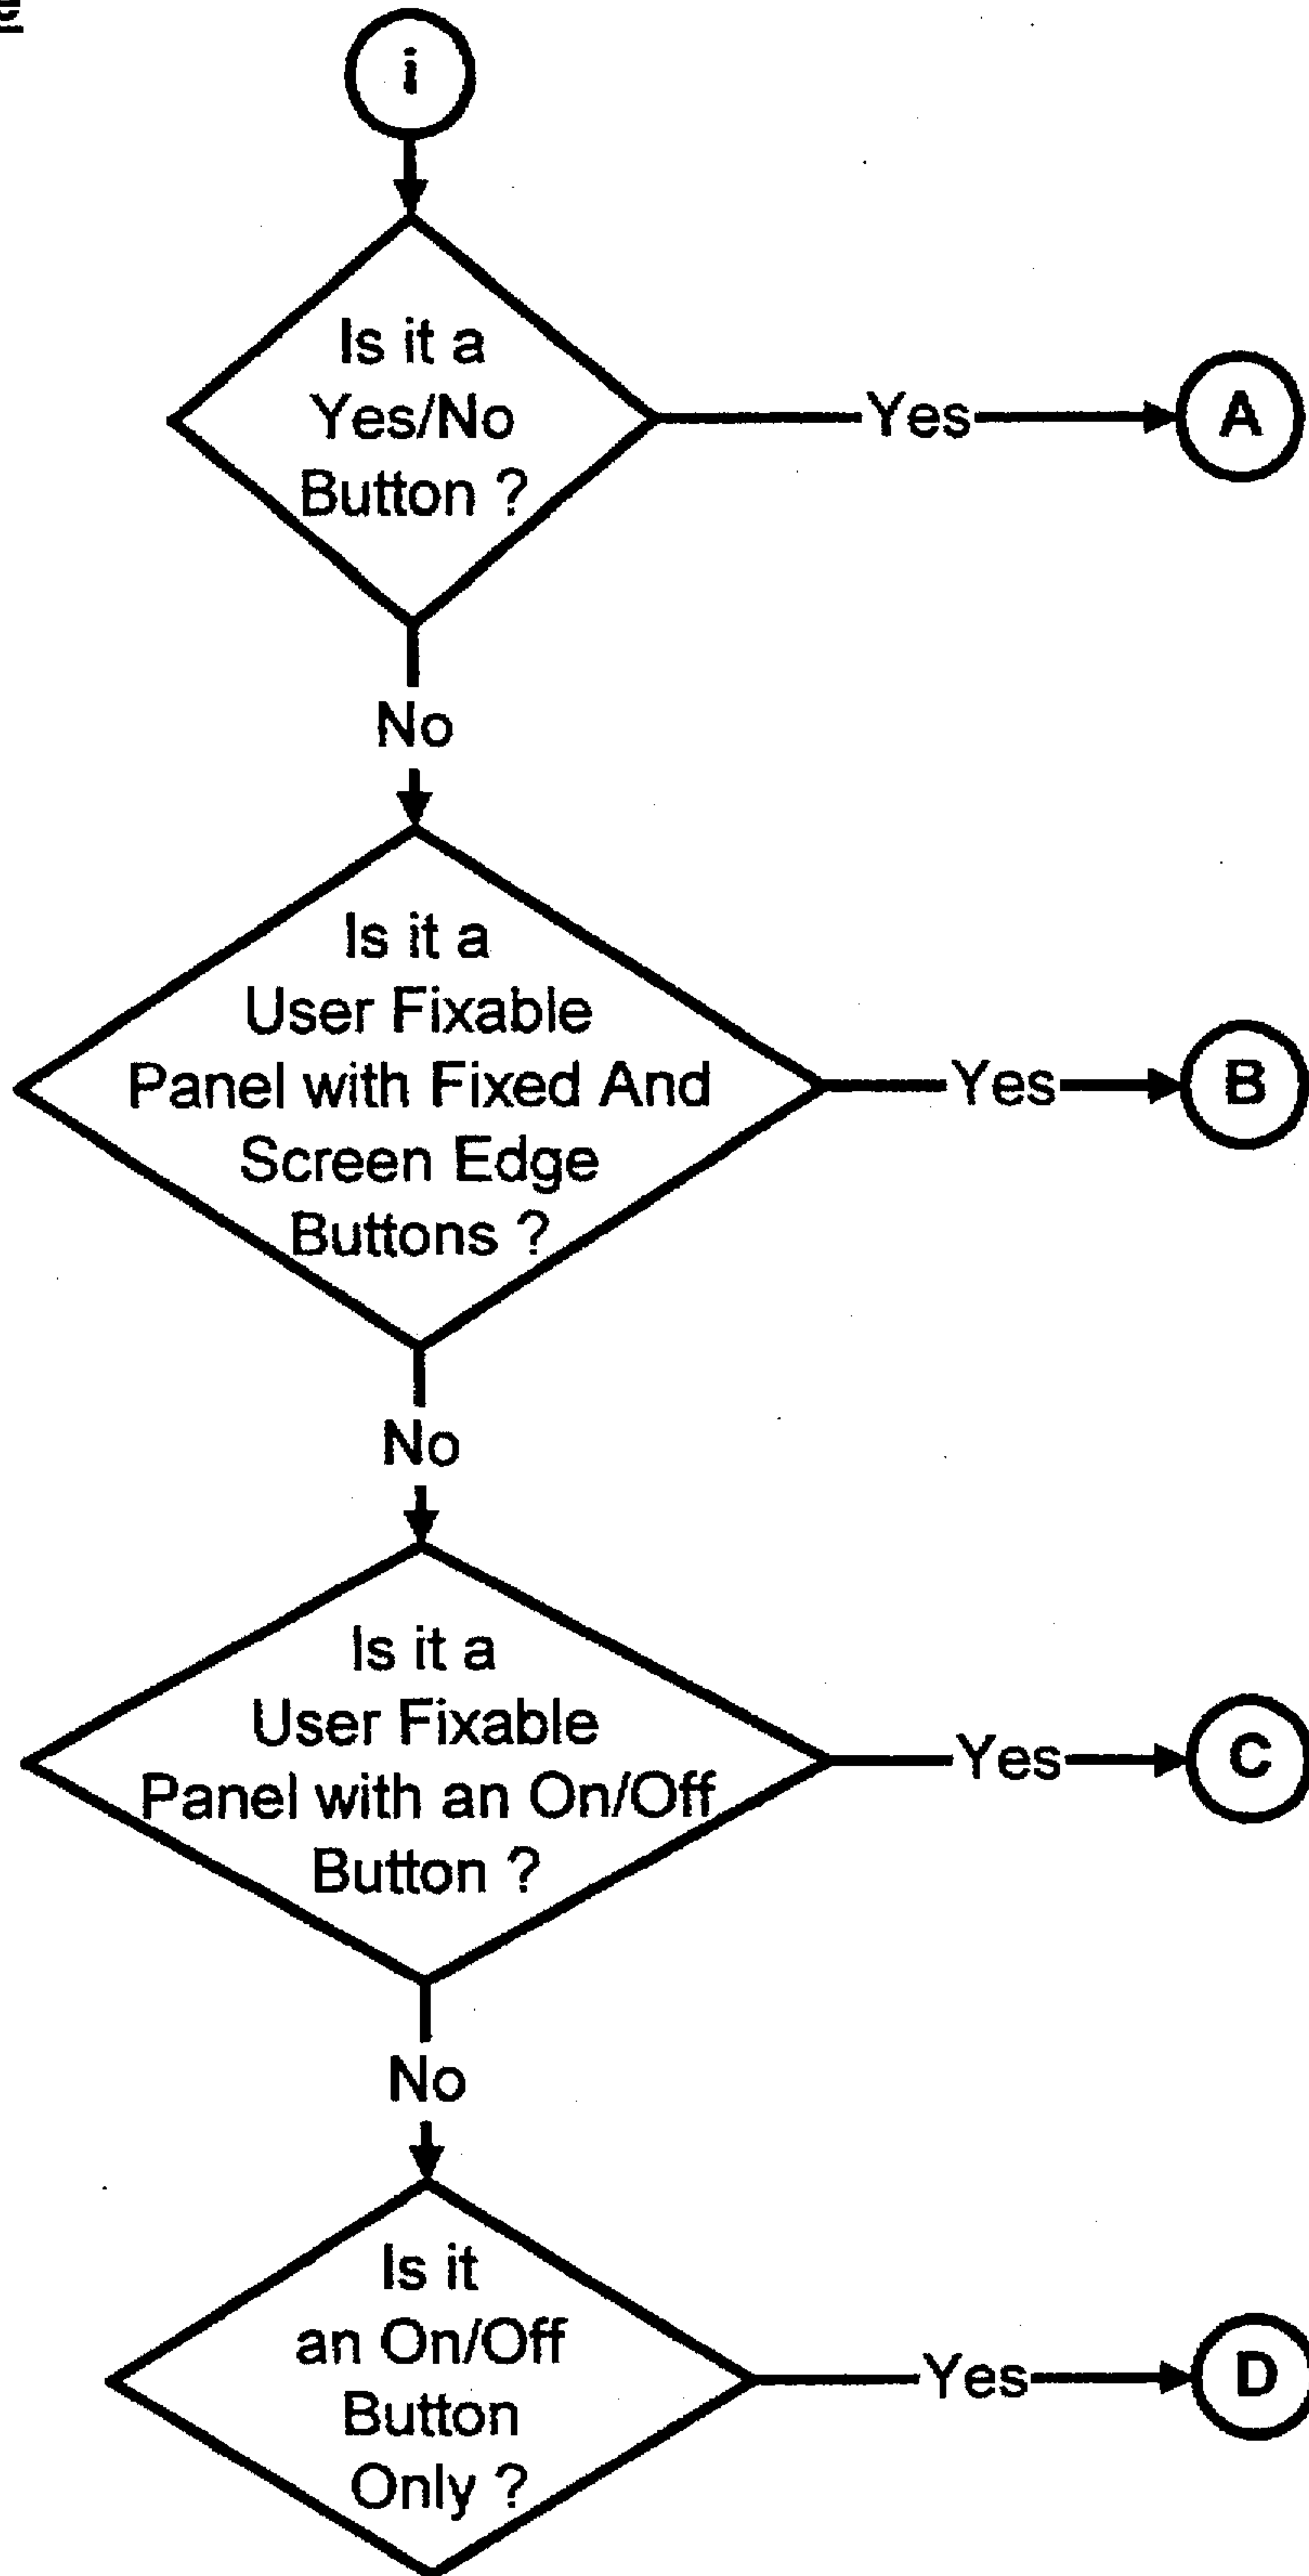 i
Is it a
Yes/No
Button ?
Yes
A
No
Is it a
User Fixable
Panel with Fixed And
Screen Edge
Buttons ?
Yes
B
No
Is it a
User Fixable
Panel with an On/Off
Button ?
Yes
C
No
Is it
an On/Off
Button
Only ?
Yes
D